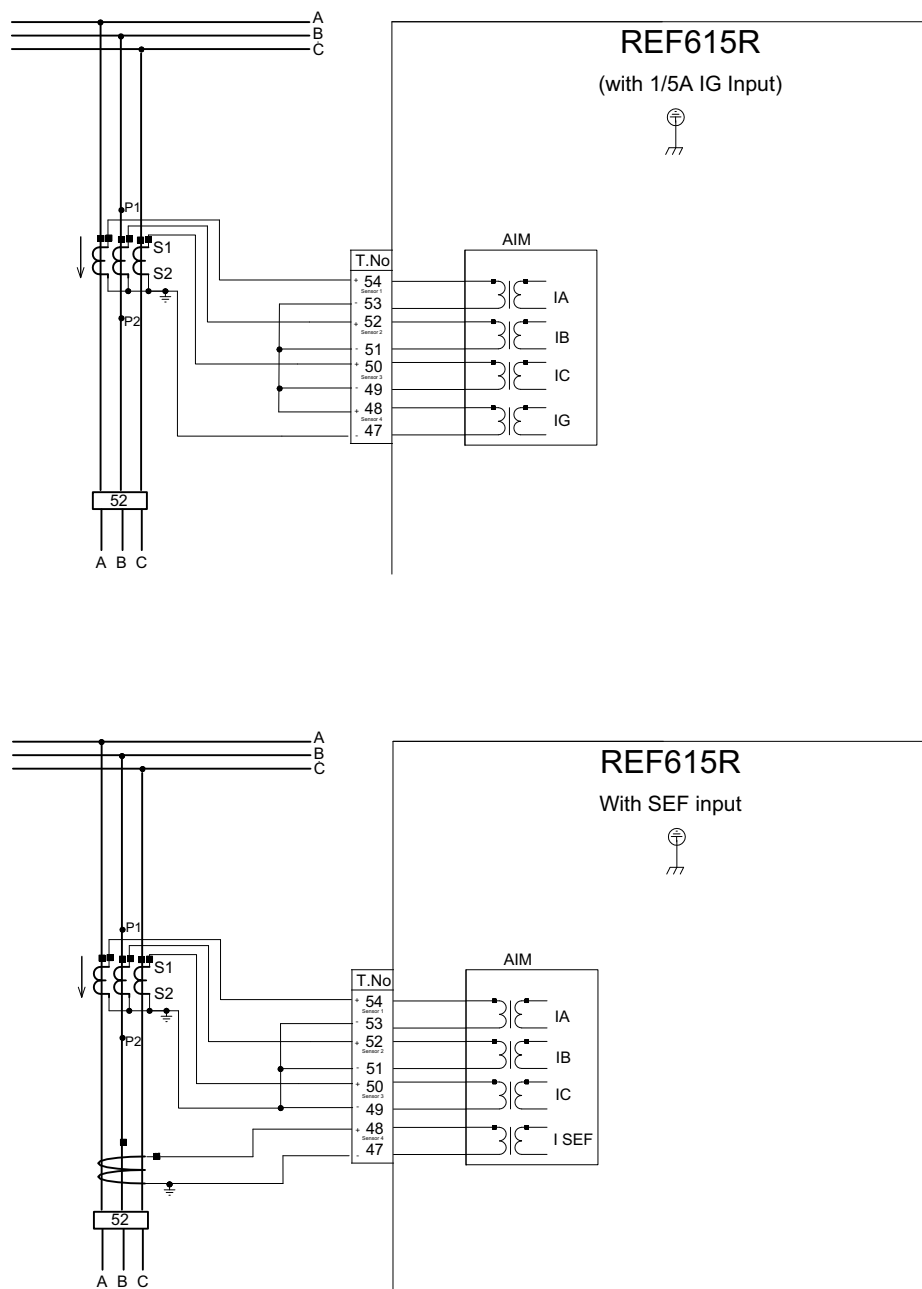 A
B
C
REF615R
(with 1/5A IG Input)
P1
S1
S2
P2
AIM
T.No
+ 54
Sensor 1
- 53
+ 52
Sensor 2
- 51
+ 50
Sensor 3
- 49
+ 48
Sensor 4
- 47
IA
IB
IC
IG
52
A B C
A
B
C
REF615R
With SEF input
P1
S1
S2
P2
AIM
T.No
+ 54
Sensor 1
- 53
+ 52
Sensor 2
- 51
+ 50
Sensor 3
- 49
+ 48
Sensor 4
- 47
IA
IB
IC
I SEF
52
A B C